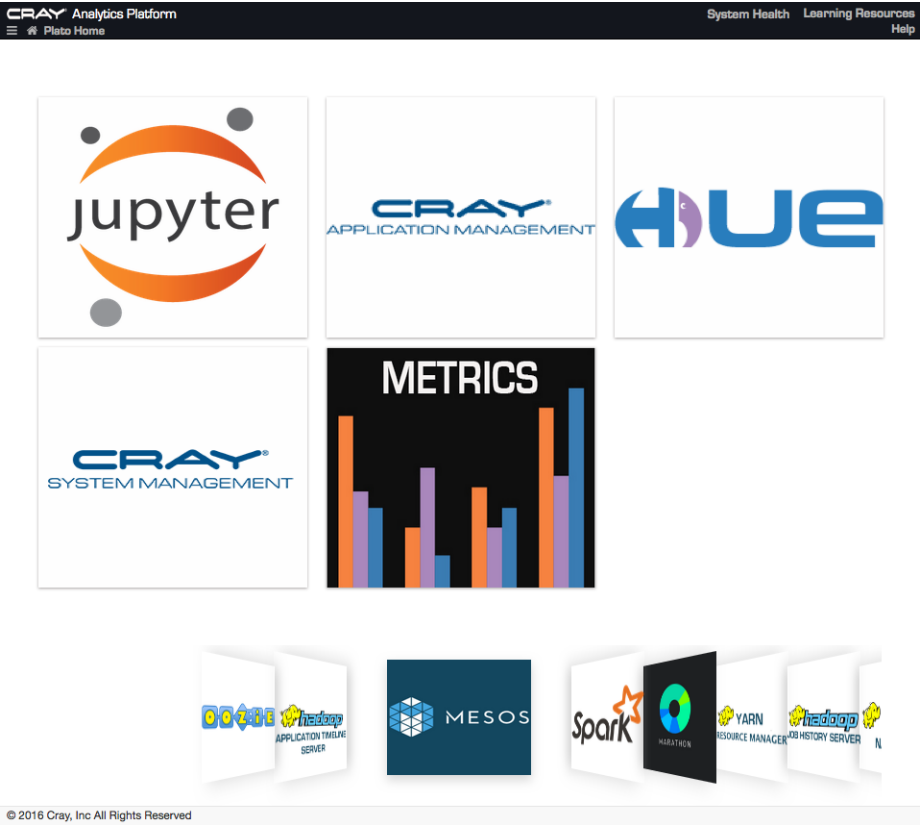 CRAY® Analytics Platform
System Health Learning Resources
Plato Home
Help
jupyter
CRAY®
APPLICATION MANAGEMENT
HUE
CRAY®
SYSTEM MANAGEMENT
METRICS
OOZIE
hadoop
APPLICATION TIMELINE
SERVER
MESOS
Spark
MARATHON
YARN
RESOURCE MANAGER
hadoop
JOB HISTORY SERVER
© 2016 Cray, Inc All Rights Reserved